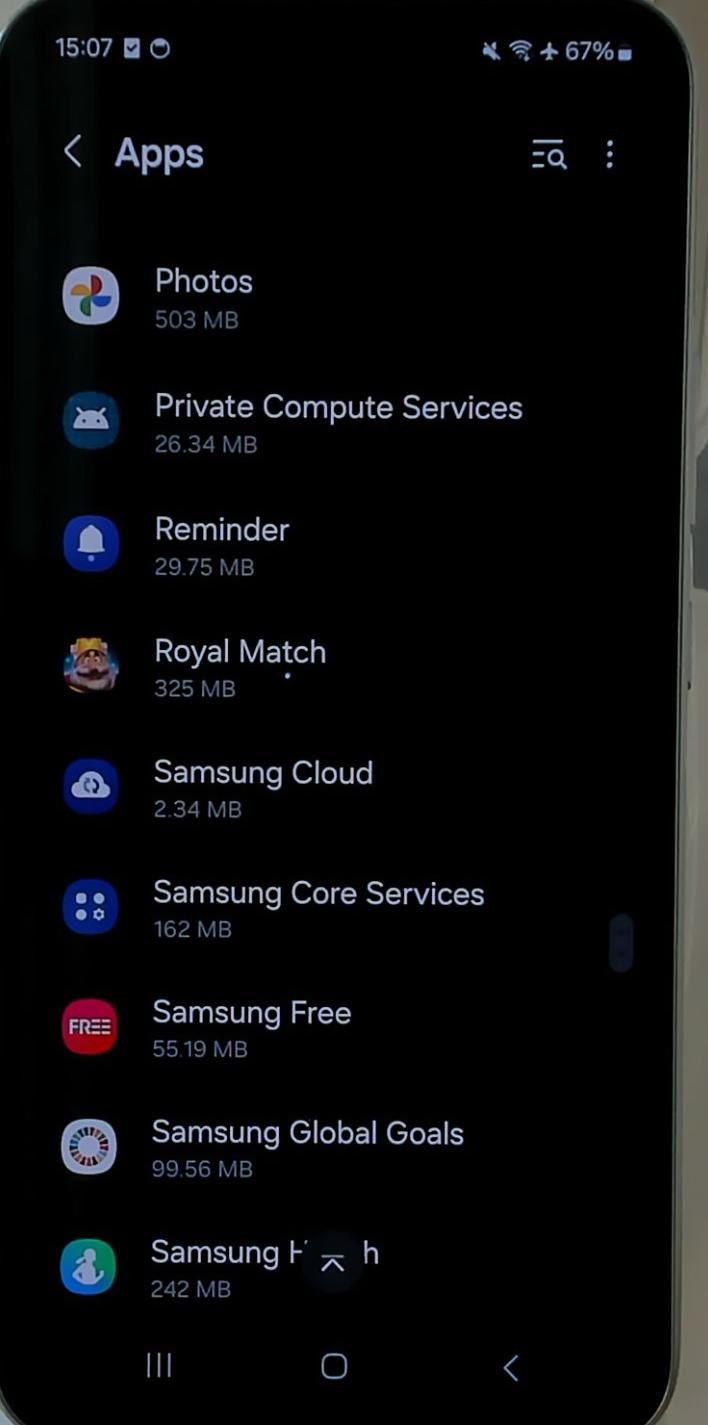 15:07
67%
Apps
Photos
503 MB
Private Compute Services
26.34 MB
Reminder
29.75 MB
Royal Match
325 MB
Samsung Cloud
2.34 MB
Samsung Core Services
162 MB
FREE
Samsung Free
55.19 MB
Samsung Global Goals
99.56 MB
Samsung
242 MB